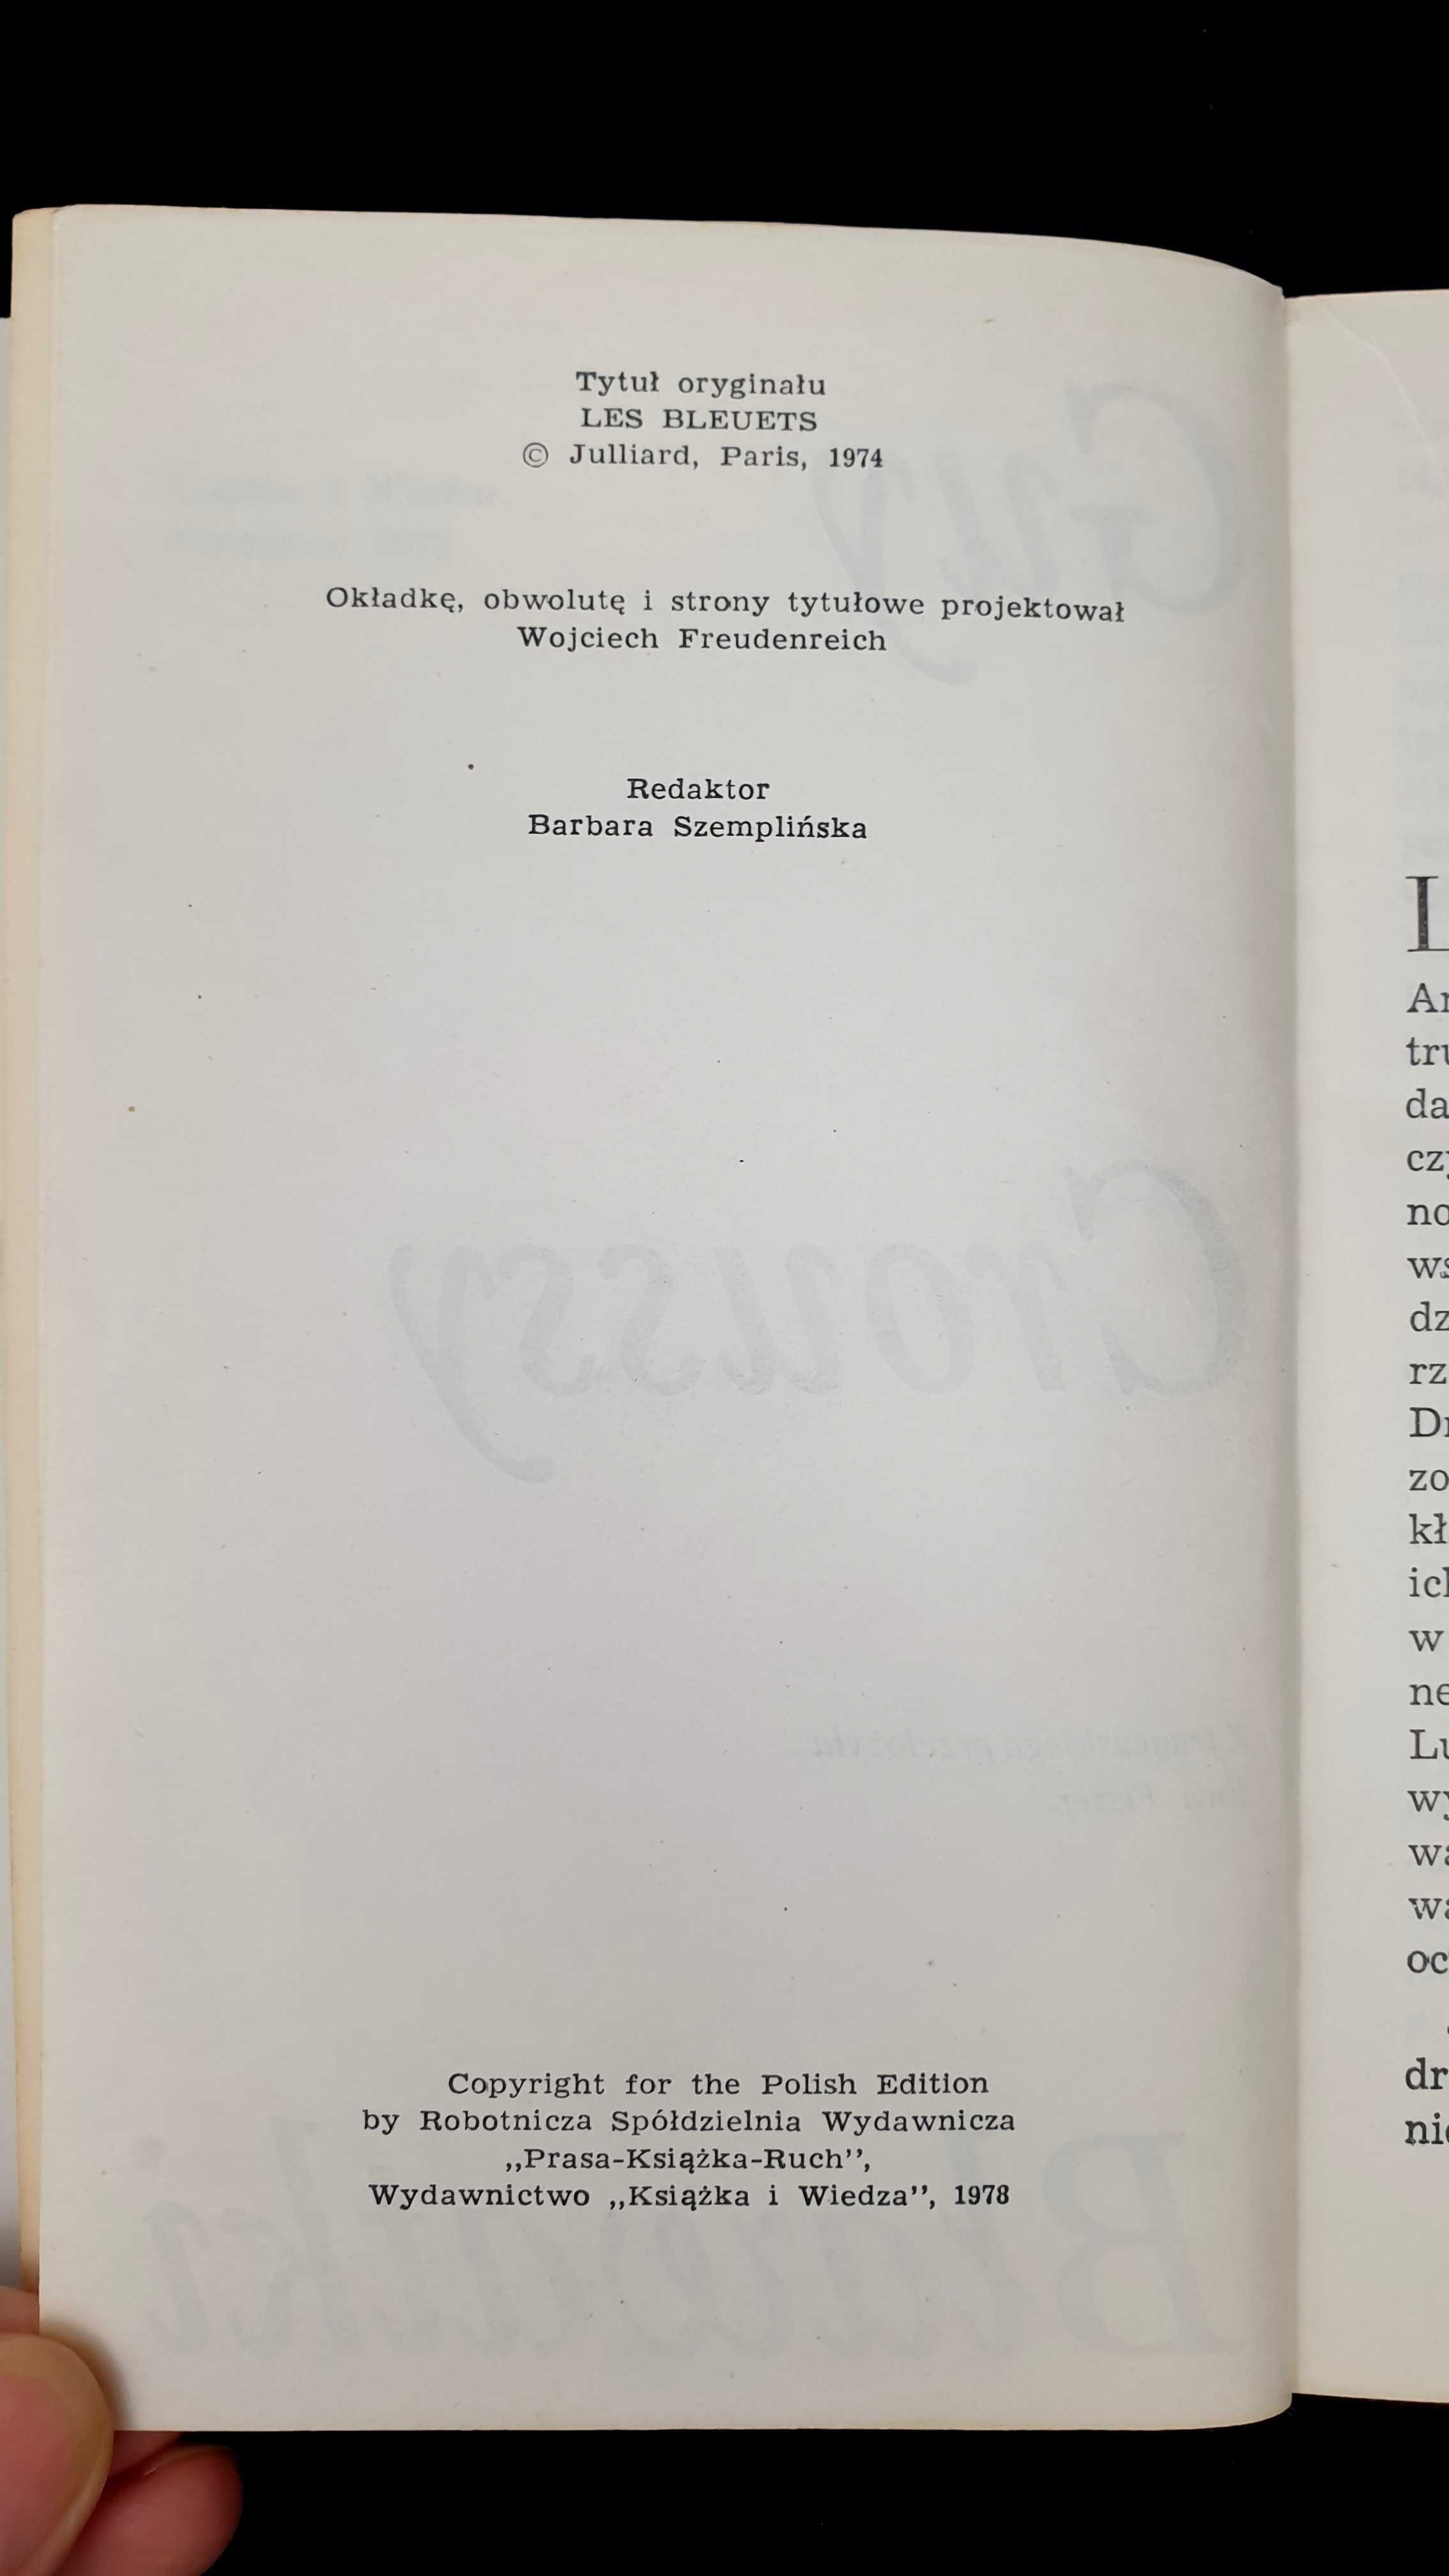 Tytuł oryginału
LES BLEUETS
© Julliard, Paris, 1974
Okładkę, obwolutę i strony tytułowe projektował
Wojciech Freudenreich
Redaktor
Barbara Szemplińska
Copyright for the Polish Edition
by Robotnicza Spółdzielnia Wydawnicza
„Prasa-Książka-Ruch”,
Wydawnictwo „Książka i Wiedza”, 1978